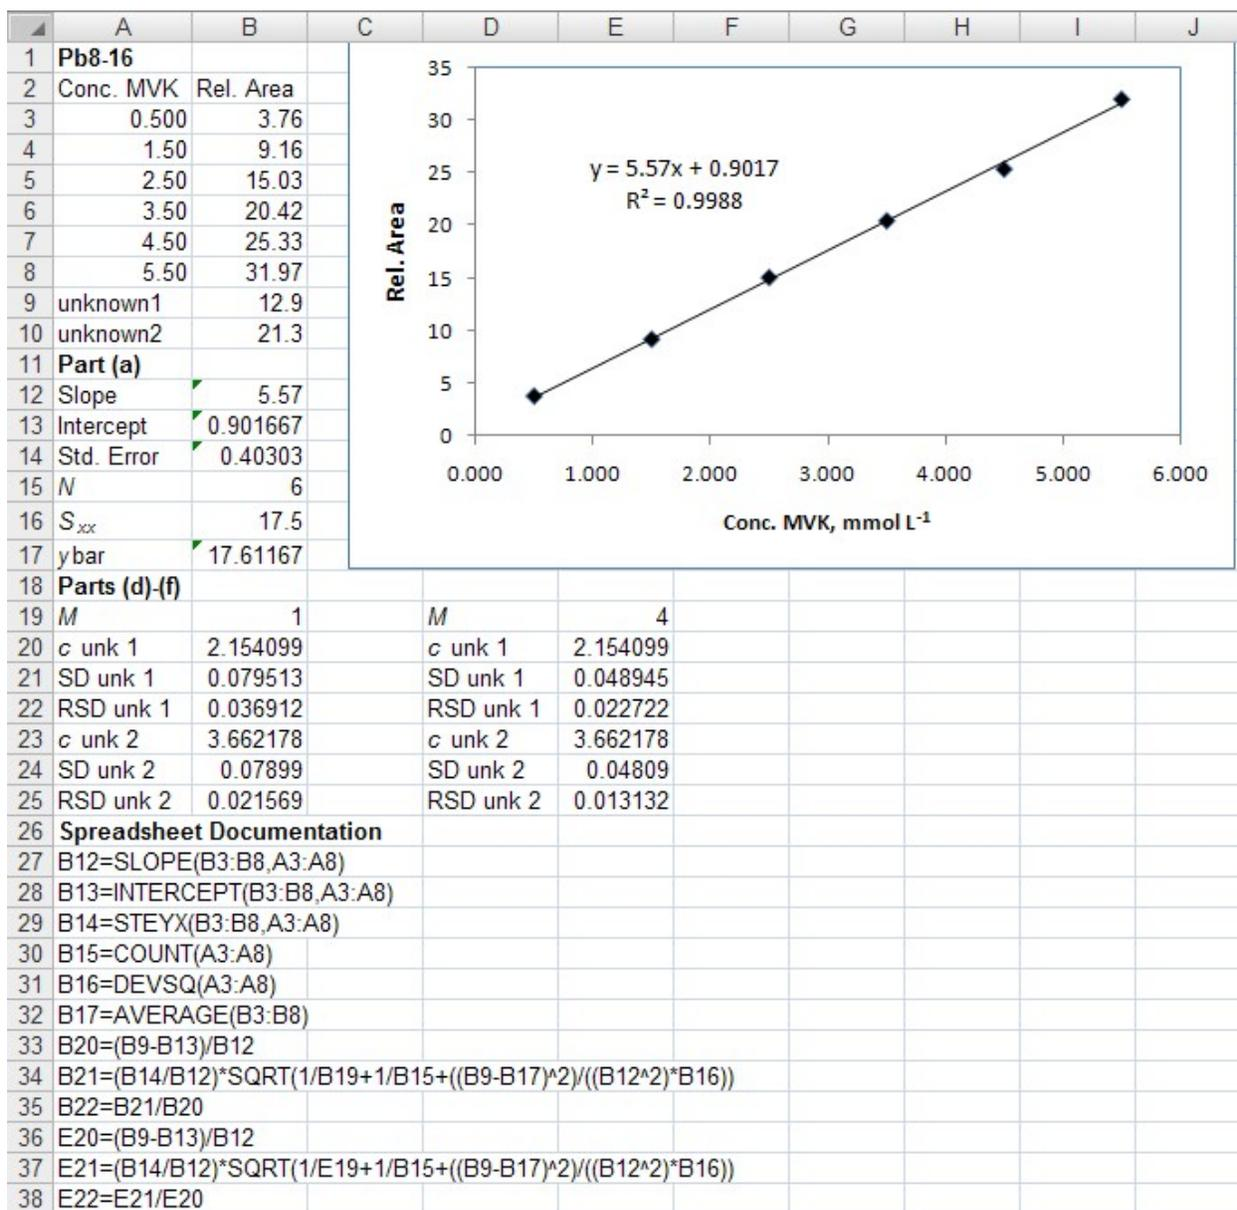 A B C D E F G H I J
1 Pb8-16
2 Conc. MVK Rel. Area
3 0.500 3.76
4 1.50 9.16
5 2.50 15.03
6 3.50 20.42
7 4.50 25.33
8 5.50 31.97
9 unknown1 12.9
10 unknown2 21.3
11 Part (a)
12 Slope 5.57
13 Intercept 0.901667
14 Std. Error 0.40303
15 N 6
16 Sxx 17.5
17 ybar 17.61167
35
30
25
20
15
10
5
0
Rel. Area
y = 5.57x + 0.9017
R² = 0.9988
0.000 1.000 2.000 3.000 4.000 5.000 6.000
Conc. MVK, mmol L⁻¹
18 Parts (d)-(f)
19 M 1 M 4
20 c unk 1 2.154099 c unk 1 2.154099
21 SD unk 1 0.079513 SD unk 1 0.048945
22 RSD unk 1 0.036912 RSD unk 1 0.022722
23 c unk 2 3.662178 c unk 2 3.662178
24 SD unk 2 0.07899 SD unk 2 0.04809
25 RSD unk 2 0.021569 RSD unk 2 0.013132
26 Spreadsheet Documentation
27 B12=SLOPE(B3:B8,A3:A8)
28 B13=INTERCEPT(B3:B8,A3:A8)
29 B14=STEYX(B3:B8,A3:A8)
30 B15=COUNT(A3:A8)
31 B16=DEVSQ(A3:A8)
32 B17=AVERAGE(B3:B8)
33 B20=(B9-B13)/B12
34 B21=(B14/B12)*SQRT(1/B19+1/B15+((B9-B17)^2)/((B12^2)*B16))
35 B22=B21/B20
36 E20=(B9-B13)/B12
37 E21=(B14/B12)*SQRT(1/E19+1/B15+((B9-B17)^2)/((B12^2)*B16))
38 E22=E21/E20